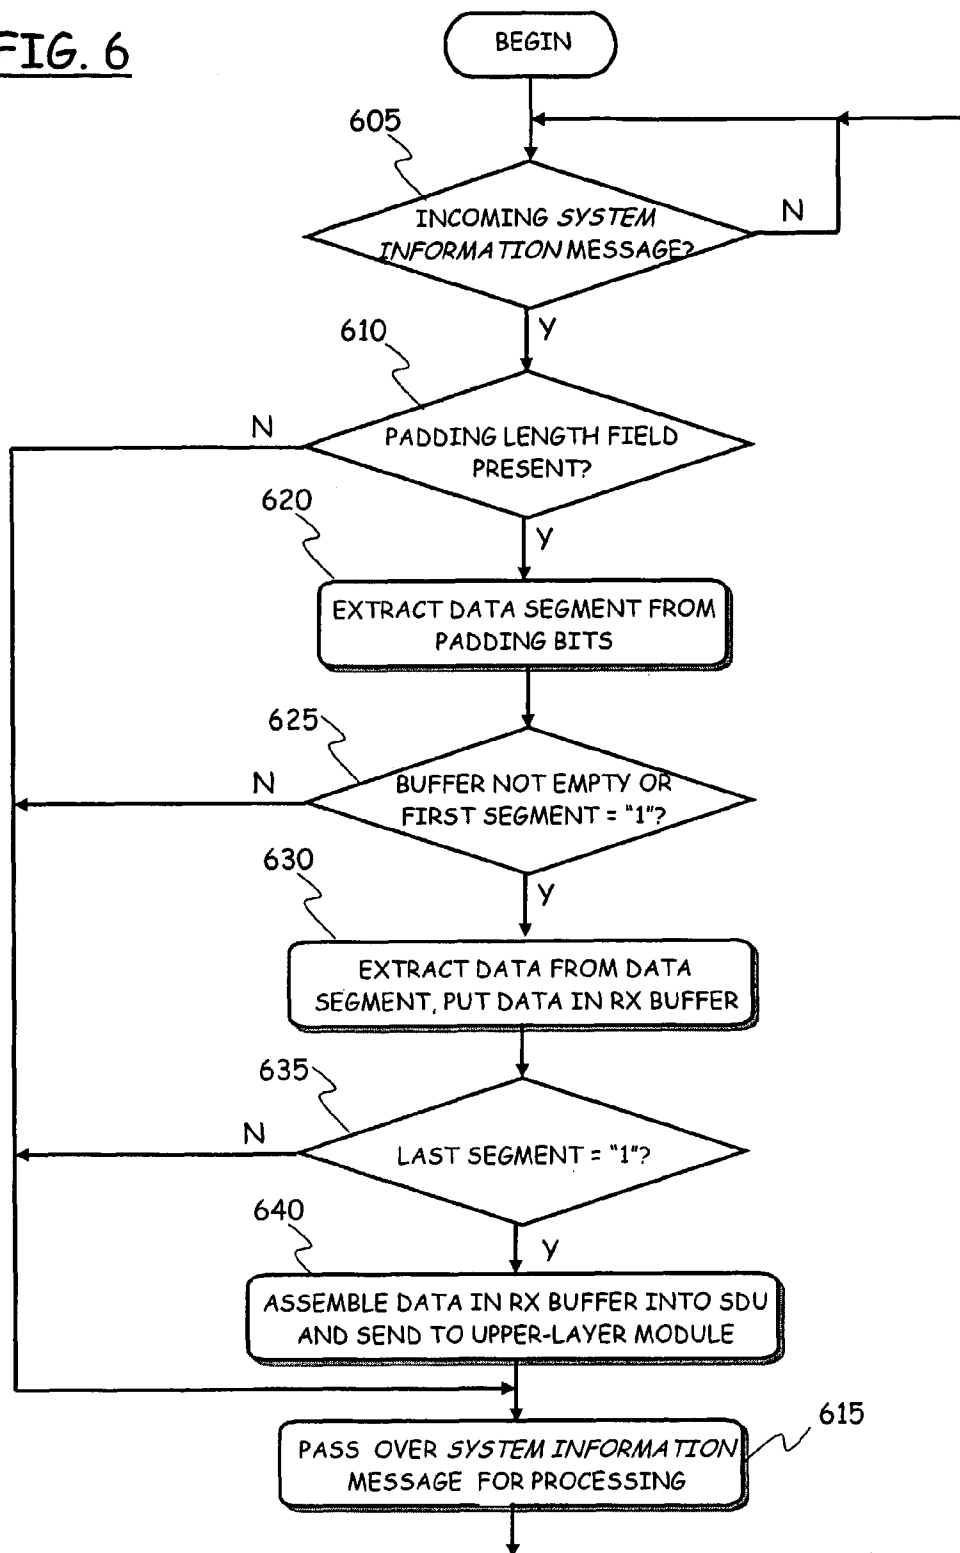 FIG. 6
BEGIN
605
INCOMING SYSTEM
INFORMATION MESSAGE?
N
Y
610
N
PADDING LENGTH FIELD
PRESENT?
620
Y
EXTRACT DATA SEGMENT FROM
PADDING BITS
625
N
BUFFER NOT EMPTY OR
FIRST SEGMENT = "1"?
630
Y
EXTRACT DATA FROM DATA
SEGMENT, PUT DATA IN RX BUFFER
635
N
LAST SEGMENT = "1"?
640
Y
ASSEMBLE DATA IN RX BUFFER INTO SDU
AND SEND TO UPPER-LAYER MODULE
615
PASS OVER SYSTEM INFORMATION
MESSAGE FOR PROCESSING